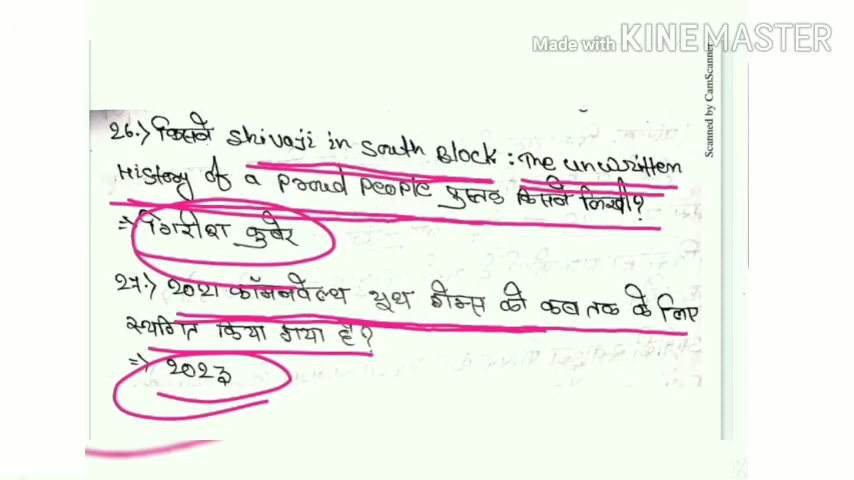 Made with KINEMASTER
Scanned by CamScanner
26.) किसने Shivaji in South Block : The unwritten
History of a proud People पुस्तक किसने लिखी?
⇒ गिरीश कुबेर
27.) 2021 कॉमनवेल्थ यूथ गेम्स को कब तक के लिए
स्थगित किया गया है?
⇒ 2023